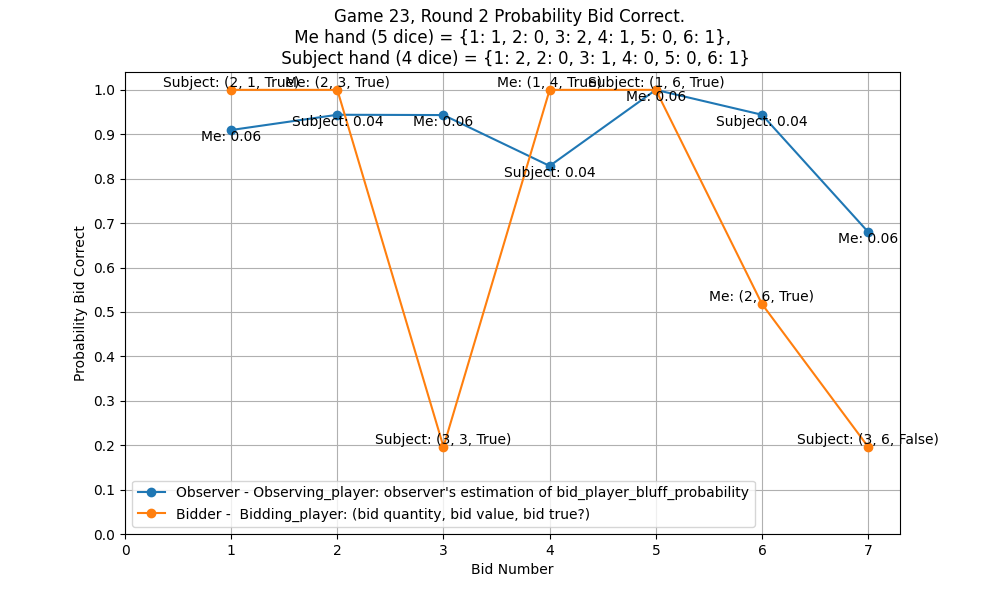 Game 23, Round 2 Probability Bid Correct.
Me hand (5 dice) = {1: 1, 2: 0, 3: 2, 4: 1, 5: 0, 6: 1},
Subject hand (4 dice) = {1: 2, 2: 0, 3: 1, 4: 0, 5: 0, 6: 1}
Probability Bid Correct
1.0
0.9
0.8
0.7
0.6
0.5
0.4
0.3
0.2
0.1
0.0
Subject: (2, 1, True)
Me: (2, 3, True)
Me: (1, 4, True)
Subject: (1, 6, True)
Me: 0.06
Me: 0.06
Subject: 0.04
Me: 0.06
Subject: 0.04
Subject: 0.04
Me: 0.06
Me: (2, 6, True)
Subject: (3, 3, True)
Subject: (3, 6, False)
Observer - Observing_player: observer's estimation of bid_player_bluff_probability
Bidder -  Bidding_player: (bid quantity, bid value, bid true?)
0 1 2 3 4 5 6 7
Bid Number